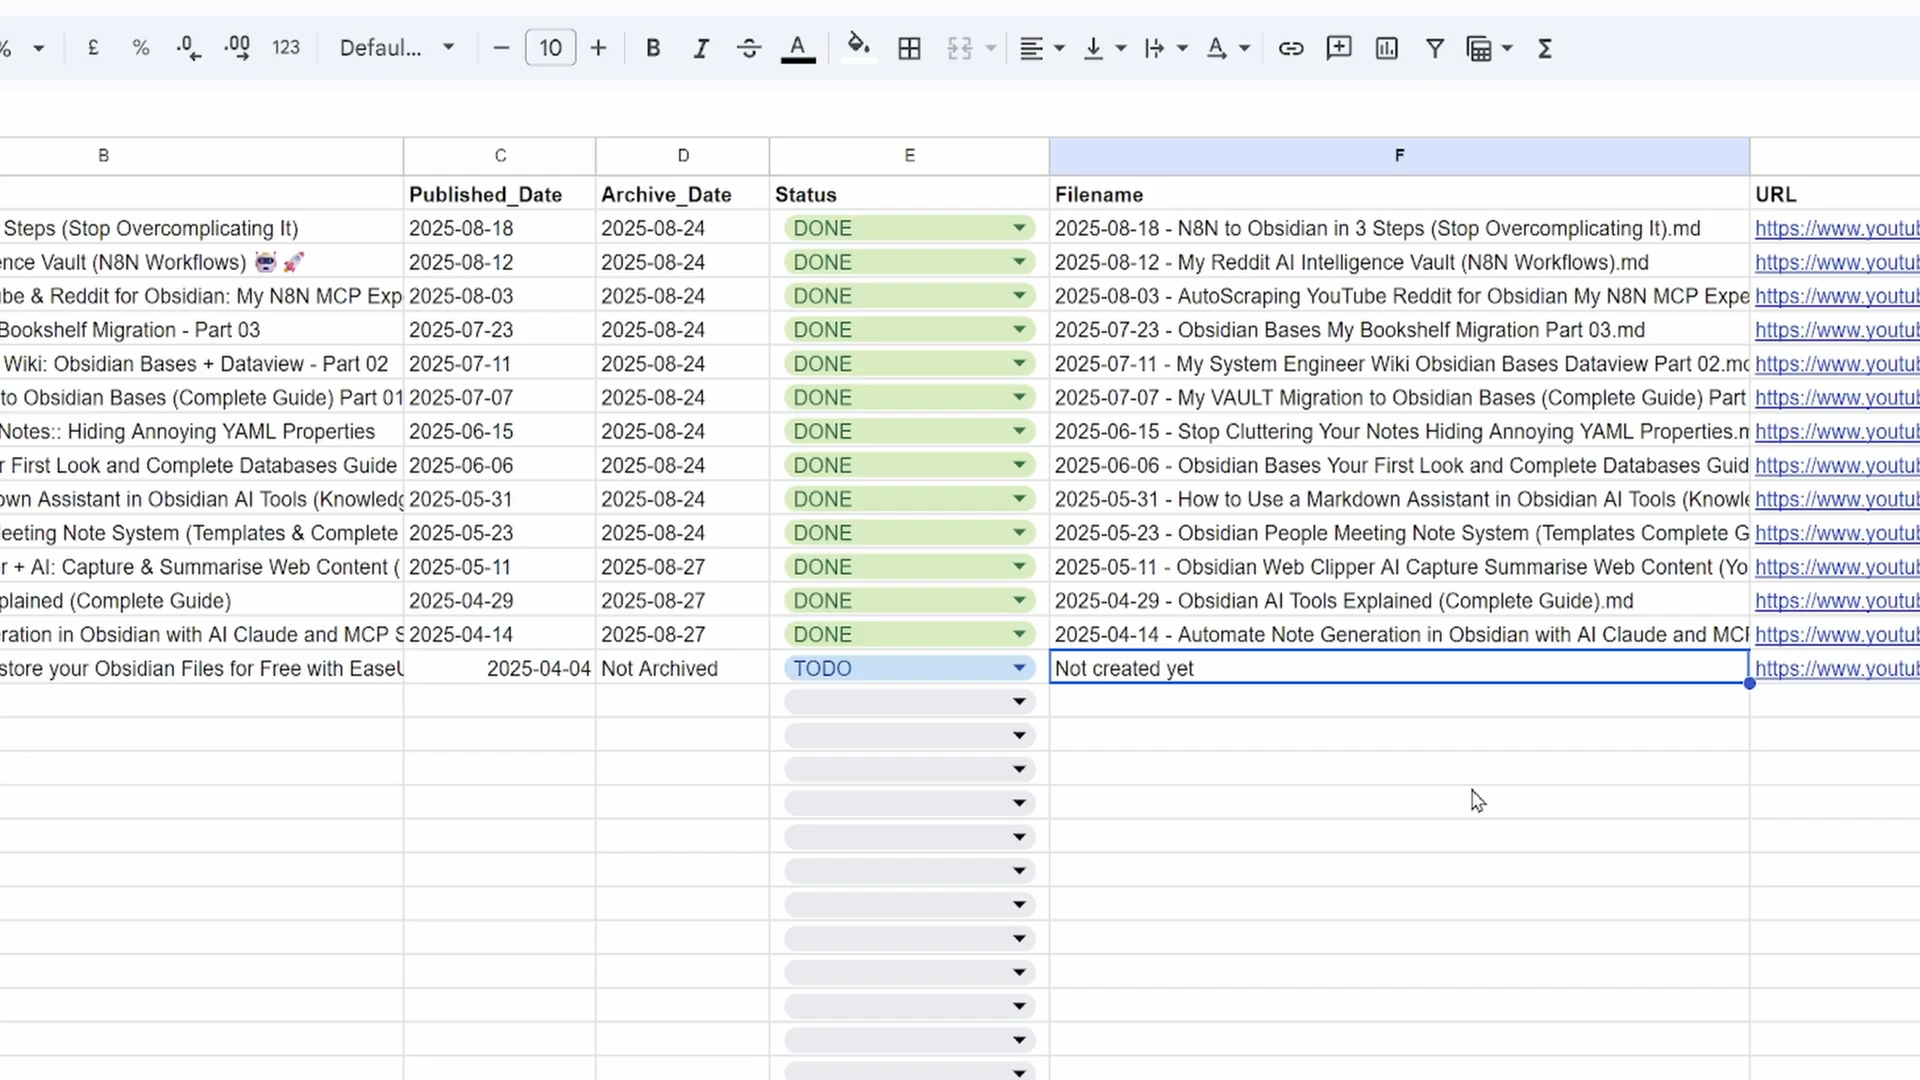 % £ % .0 .00 123 Defaul... 10 B I A A Σ
B C D E F
Published_Date Archive_Date Status Filename URL
Steps (Stop Overcomplicating It) 2025-08-18 2025-08-24 DONE 2025-08-18 - N8N to Obsidian in 3 Steps (Stop Overcomplicating It).md https://www.youtub
ence Vault (N8N Workflows) 🤖 🚀 2025-08-12 2025-08-24 DONE 2025-08-12 - My Reddit AI Intelligence Vault (N8N Workflows).md https://www.youtub
be & Reddit for Obsidian: My N8N MCP Exp 2025-08-03 2025-08-24 DONE 2025-08-03 - AutoScraping YouTube Reddit for Obsidian My N8N MCP Expe https://www.youtub
Bookshelf Migration - Part 03 2025-07-23 2025-08-24 DONE 2025-07-23 - Obsidian Bases My Bookshelf Migration Part 03.md https://www.youtub
Wiki: Obsidian Bases + Dataview - Part 02 2025-07-11 2025-08-24 DONE 2025-07-11 - My System Engineer Wiki Obsidian Bases Dataview Part 02.md https://www.youtub
to Obsidian Bases (Complete Guide) Part 01 2025-07-07 2025-08-24 DONE 2025-07-07 - My VAULT Migration to Obsidian Bases (Complete Guide) Part https://www.youtub
Notes:: Hiding Annoying YAML Properties 2025-06-15 2025-08-24 DONE 2025-06-15 - Stop Cluttering Your Notes Hiding Annoying YAML Properties.m https://www.youtub
r First Look and Complete Databases Guide 2025-06-06 2025-08-24 DONE 2025-06-06 - Obsidian Bases Your First Look and Complete Databases Guid https://www.youtub
own Assistant in Obsidian AI Tools (Knowledg 2025-05-31 2025-08-24 DONE 2025-05-31 - How to Use a Markdown Assistant in Obsidian AI Tools (Knowle https://www.youtub
Meeting Note System (Templates & Complete 2025-05-23 2025-08-24 DONE 2025-05-23 - Obsidian People Meeting Note System (Templates Complete G https://www.youtub
r + AI: Capture & Summarise Web Content ( 2025-05-11 2025-08-27 DONE 2025-05-11 - Obsidian Web Clipper AI Capture Summarise Web Content (Yo https://www.youtub
plained (Complete Guide) 2025-04-29 2025-08-27 DONE 2025-04-29 - Obsidian AI Tools Explained (Complete Guide).md https://www.youtub
eration in Obsidian with AI Claude and MCP S 2025-04-14 2025-08-27 DONE 2025-04-14 - Automate Note Generation in Obsidian with AI Claude and MCP https://www.youtub
store your Obsidian Files for Free with EaseU 2025-04-04 Not Archived TODO Not created yet https://www.youtub